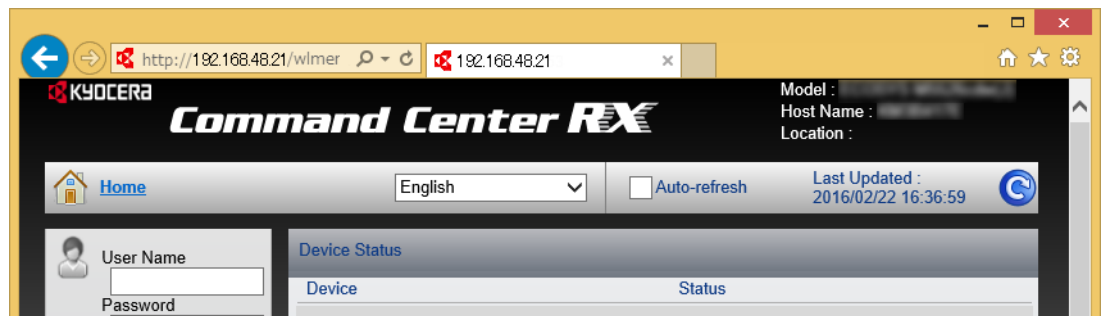 http://192.168.48.21/wlmer
192.168.48.21
KYOCERA
Command Center RX
Model :
Host Name :
Location :
Home
English
Auto-refresh
Last Updated :
2016/02/22 16:36:59
User Name
Password
Device Status
Device Status